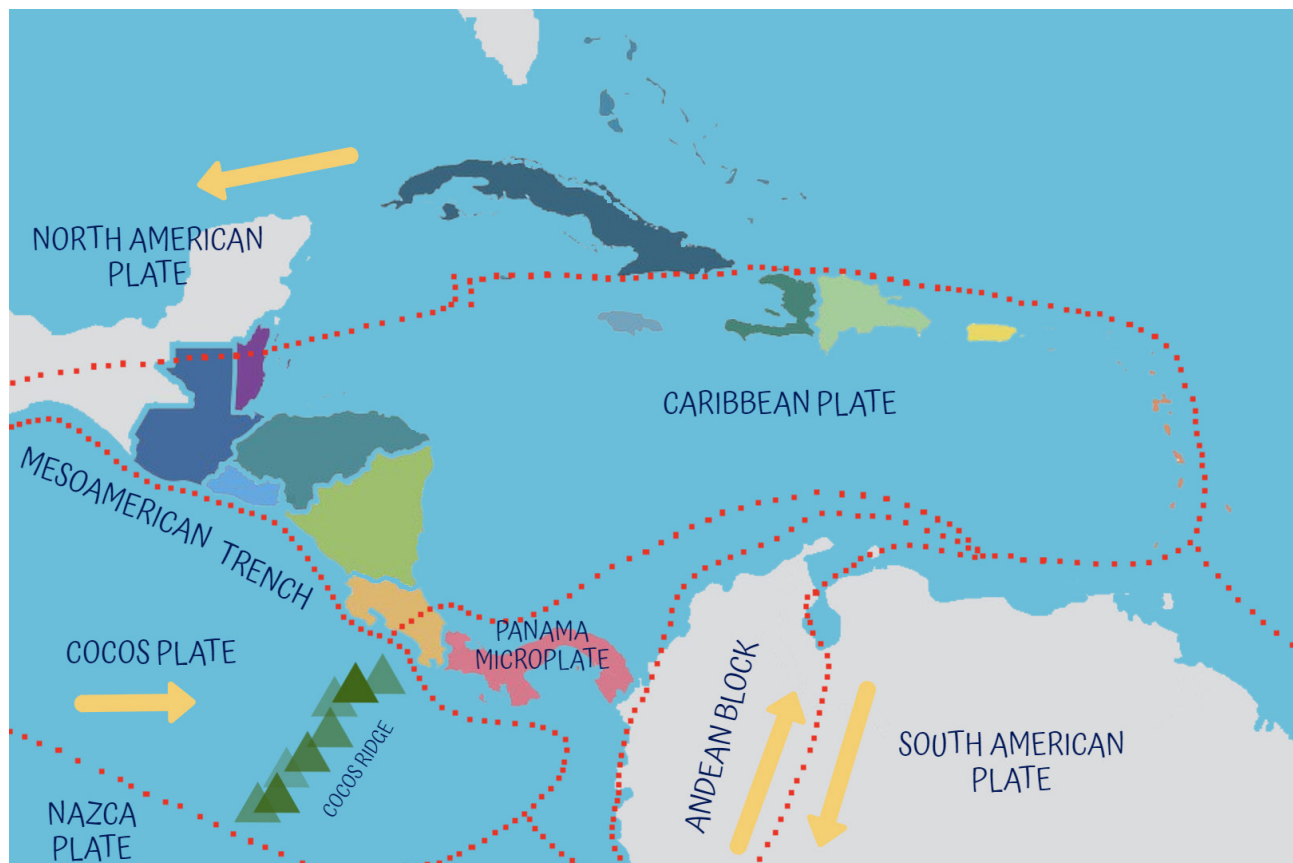 NORTH AMERICAN
PLATE
CARIBBEAN PLATE
MESOAMERICAN TRENCH
COCOS PLATE
PANAMA
MICROPLATE
COCOS RIDGE
ANDEAN BLOCK
SOUTH AMERICAN
PLATE
NAZCA
PLATE